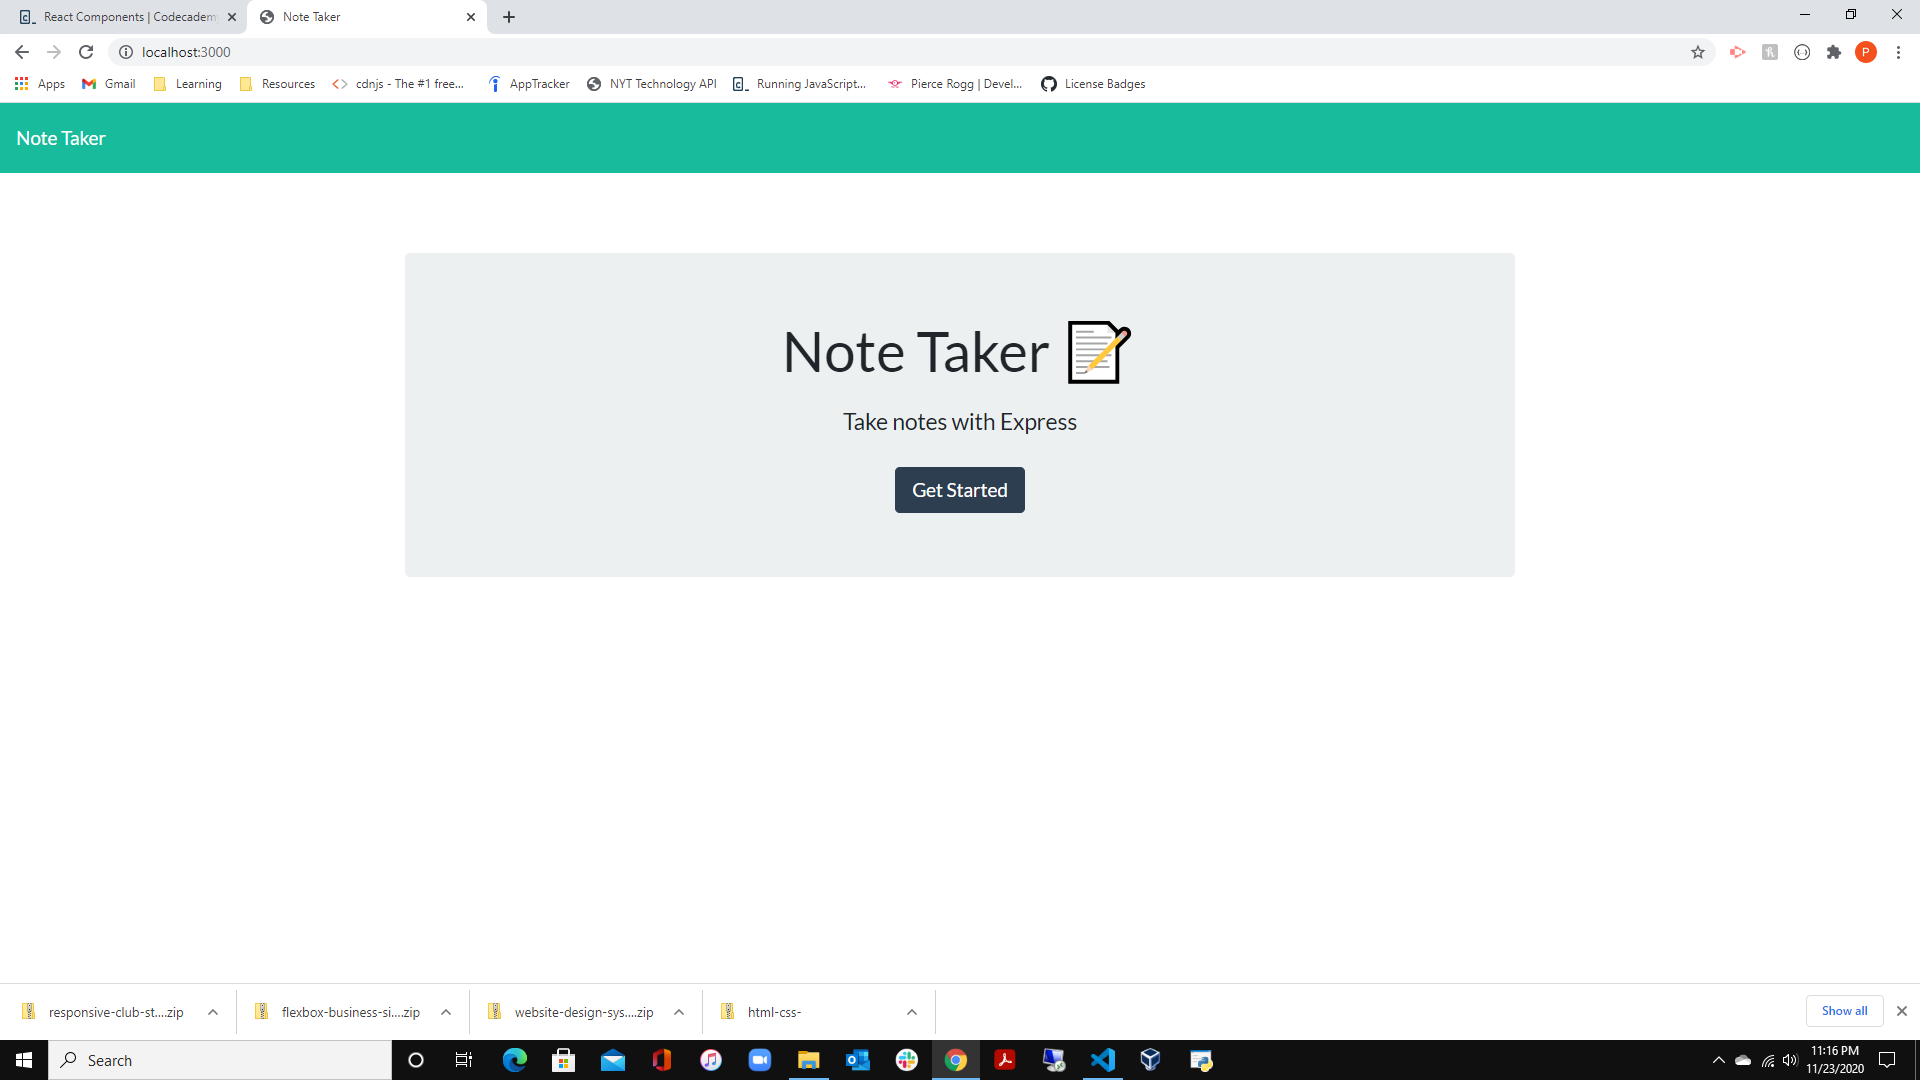 React Components | Codecadem
Note Taker
localhost:3000
P
Apps
Gmail
Learning
Resources
cdnjs - The #1 free...
AppTracker
NYT Technology API
Running JavaScript...
Pierce Rogg | Devel...
License Badges
Note Taker
Note Taker
Take notes with Express
Get Started
responsive-club-st....zip
flexbox-business-si....zip
website-design-sys....zip
html-css-
Show all
Search
11:16 PM
11/23/2020